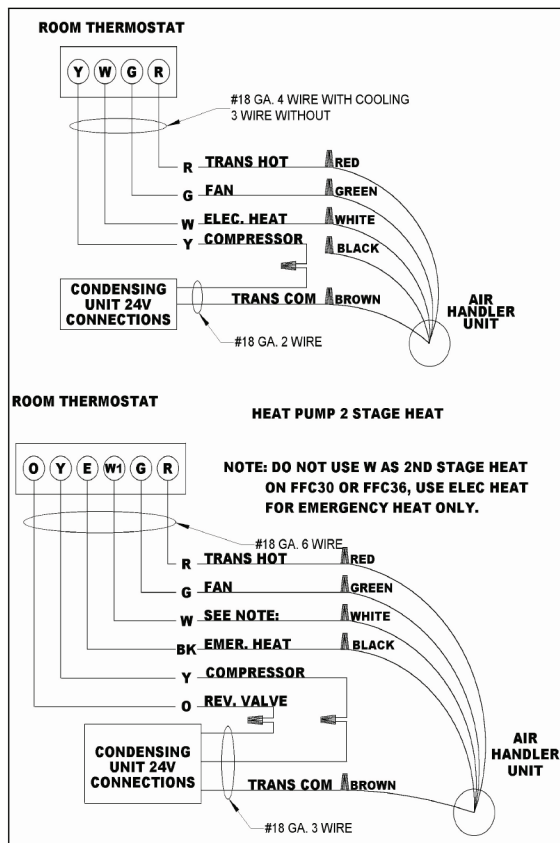 ROOM THERMOSTAT
Y W G R
#18 GA. 4 WIRE WITH COOLING
3 WIRE WITHOUT
R TRANS HOT RED
G FAN GREEN
W ELEC. HEAT WHITE
Y COMPRESSOR
BLACK
CONDENSING
UNIT 24V
CONNECTIONS
TRANS COM BROWN
AIR
HANDLER
UNIT
#18 GA. 2 WIRE
ROOM THERMOSTAT
HEAT PUMP 2 STAGE HEAT
O Y E W1 G R
NOTE: DO NOT USE W AS 2ND STAGE HEAT
ON FFC30 OR FFC36, USE ELEC HEAT
FOR EMERGENCY HEAT ONLY.
#18 GA. 6 WIRE
R TRANS HOT RED
G FAN GREEN
W SEE NOTE: WHITE
BK EMER. HEAT BLACK
Y COMPRESSOR
O REV. VALVE
CONDENSING
UNIT 24V
CONNECTIONS
TRANS COM BROWN
AIR
HANDLER
UNIT
#18 GA. 3 WIRE